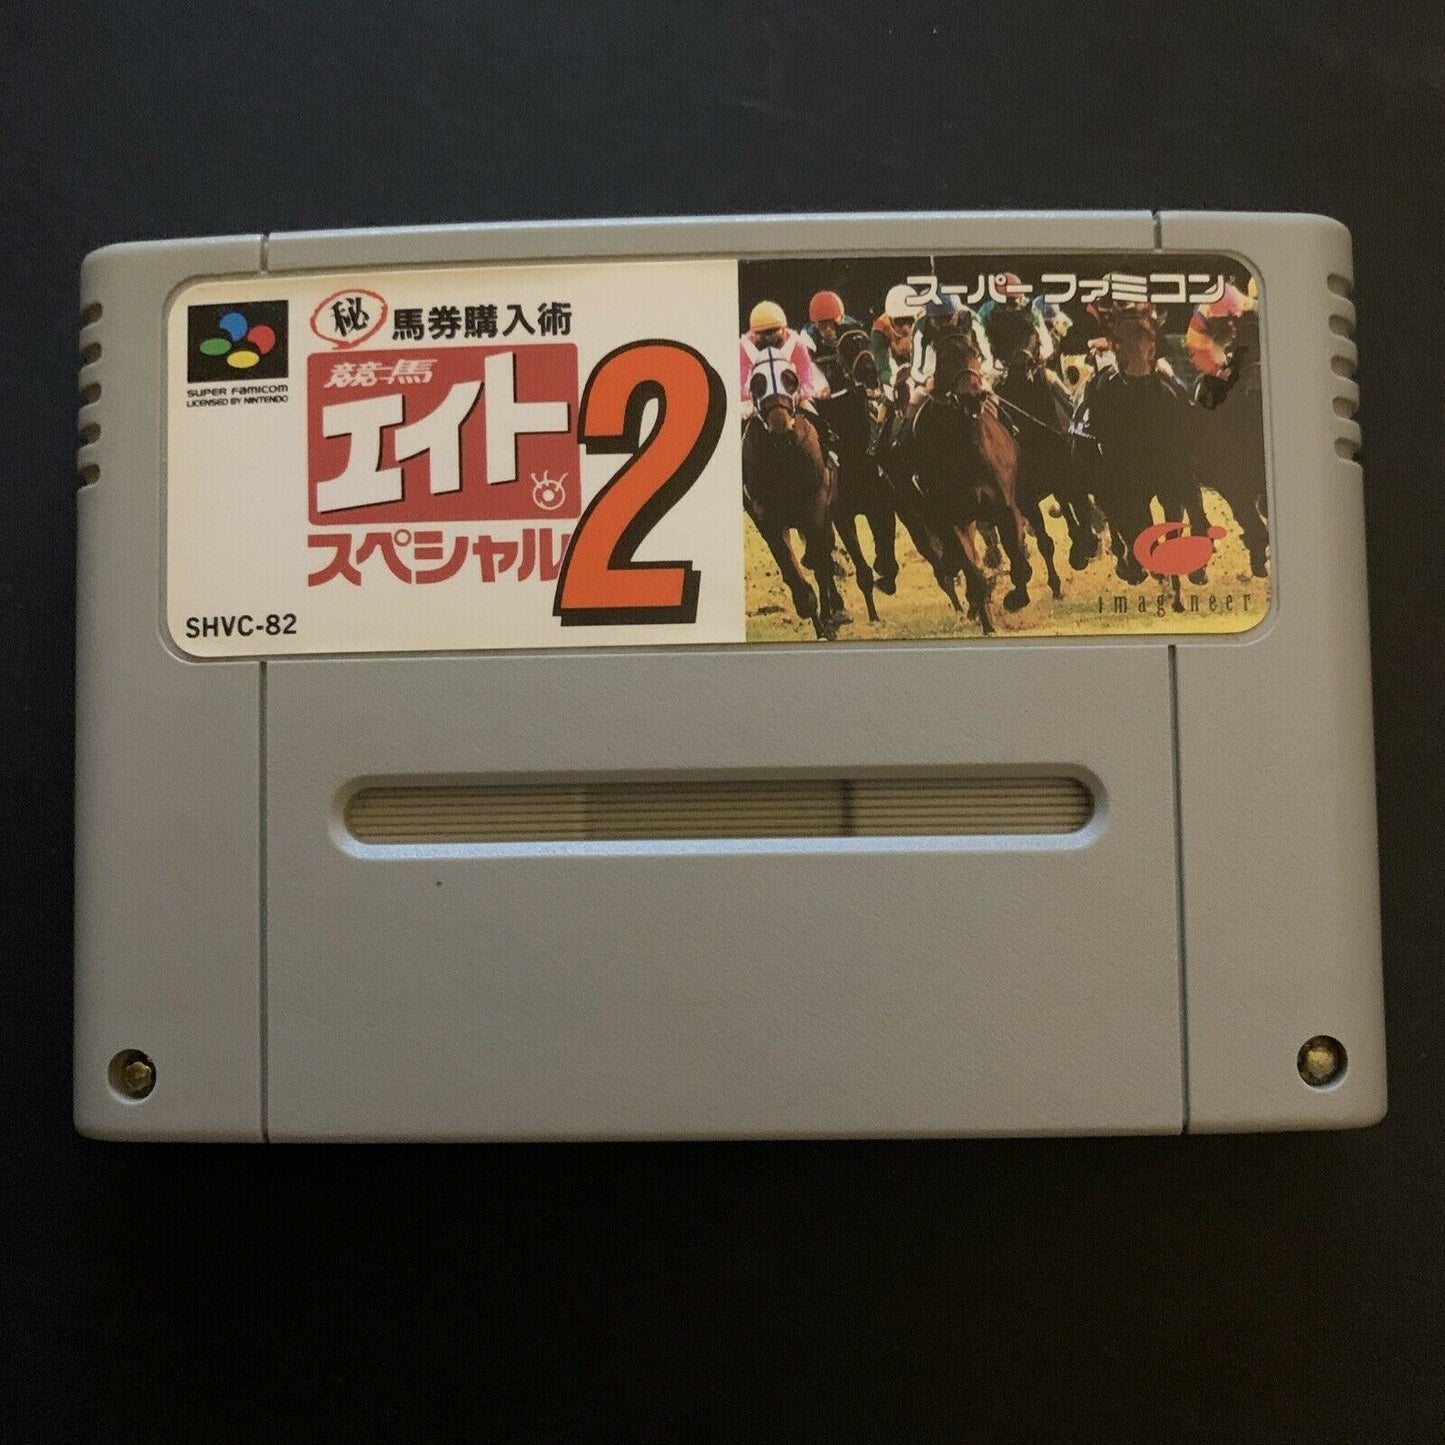 SUPER FAMICOM
LICENSED BY NINTENDO
秘 馬券購入術
競馬
エイト
スペシャル2
SHVC-82
スーパーファミコン
imagineer